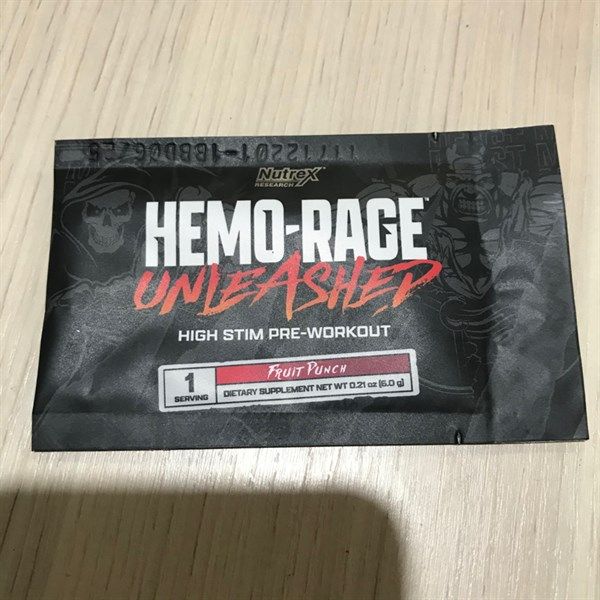 Nutrex
RESEARCH
HEMO-RAGE™
UNLEASHED
HIGH STIM PRE-WORKOUT
1
SERVING
FRUIT PUNCH
DIETARY SUPPLEMENT NET WT 0.21 oz (6.0 g)